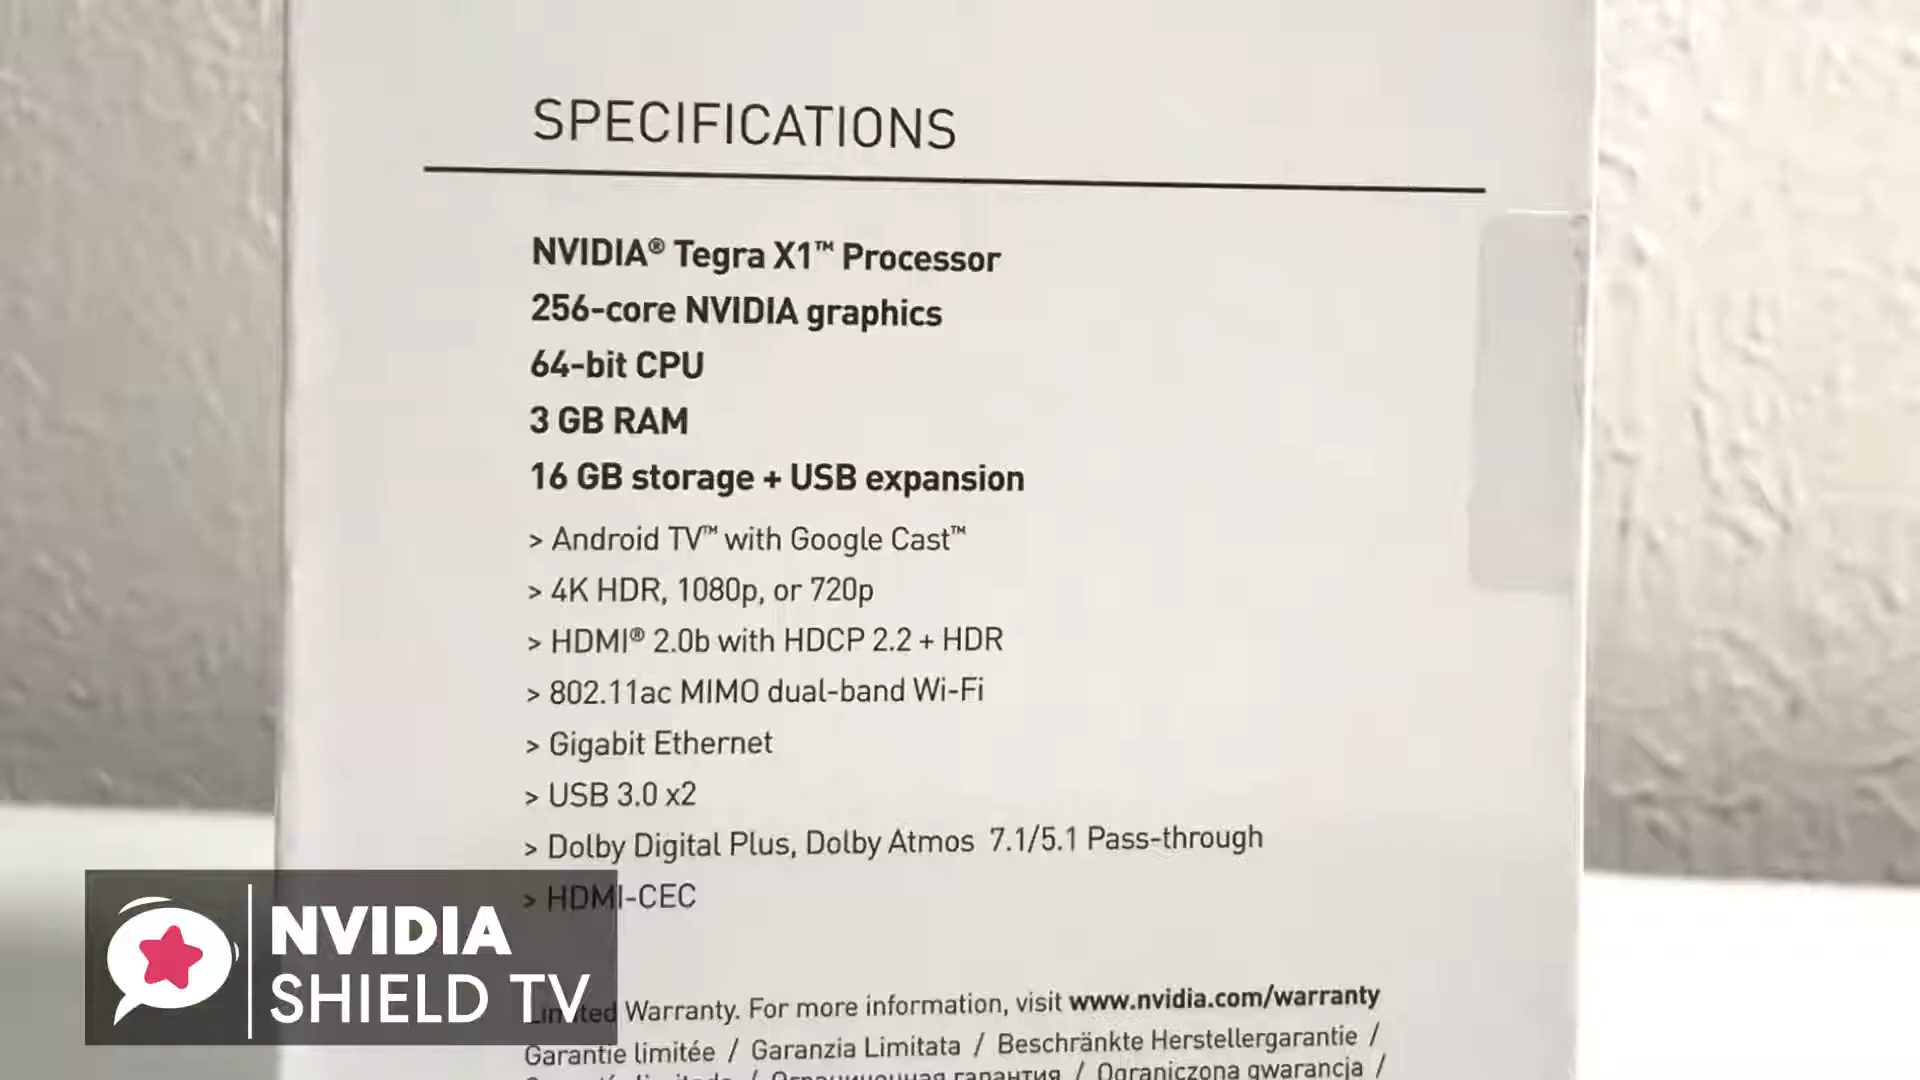 SPECIFICATIONS
NVIDIA® Tegra X1™ Processor
256-core NVIDIA graphics
64-bit CPU
3 GB RAM
16 GB storage + USB expansion
> Android TV™ with Google Cast™
> 4K HDR, 1080p, or 720p
> HDMI® 2.0b with HDCP 2.2 + HDR
> 802.11ac MIMO dual-band Wi-Fi
> Gigabit Ethernet
> USB 3.0 x2
> Dolby Digital Plus, Dolby Atmos 7.1/5.1 Pass-through
> HDMI-CEC
NVIDIA
SHIELD TV
Limited Warranty. For more information, visit www.nvidia.com/warranty
Garantie limitée / Garanzia Limitata / Beschränkte Herstellergarantie /
/ Ограниченная гарантия / Ograniczona gwarancja /